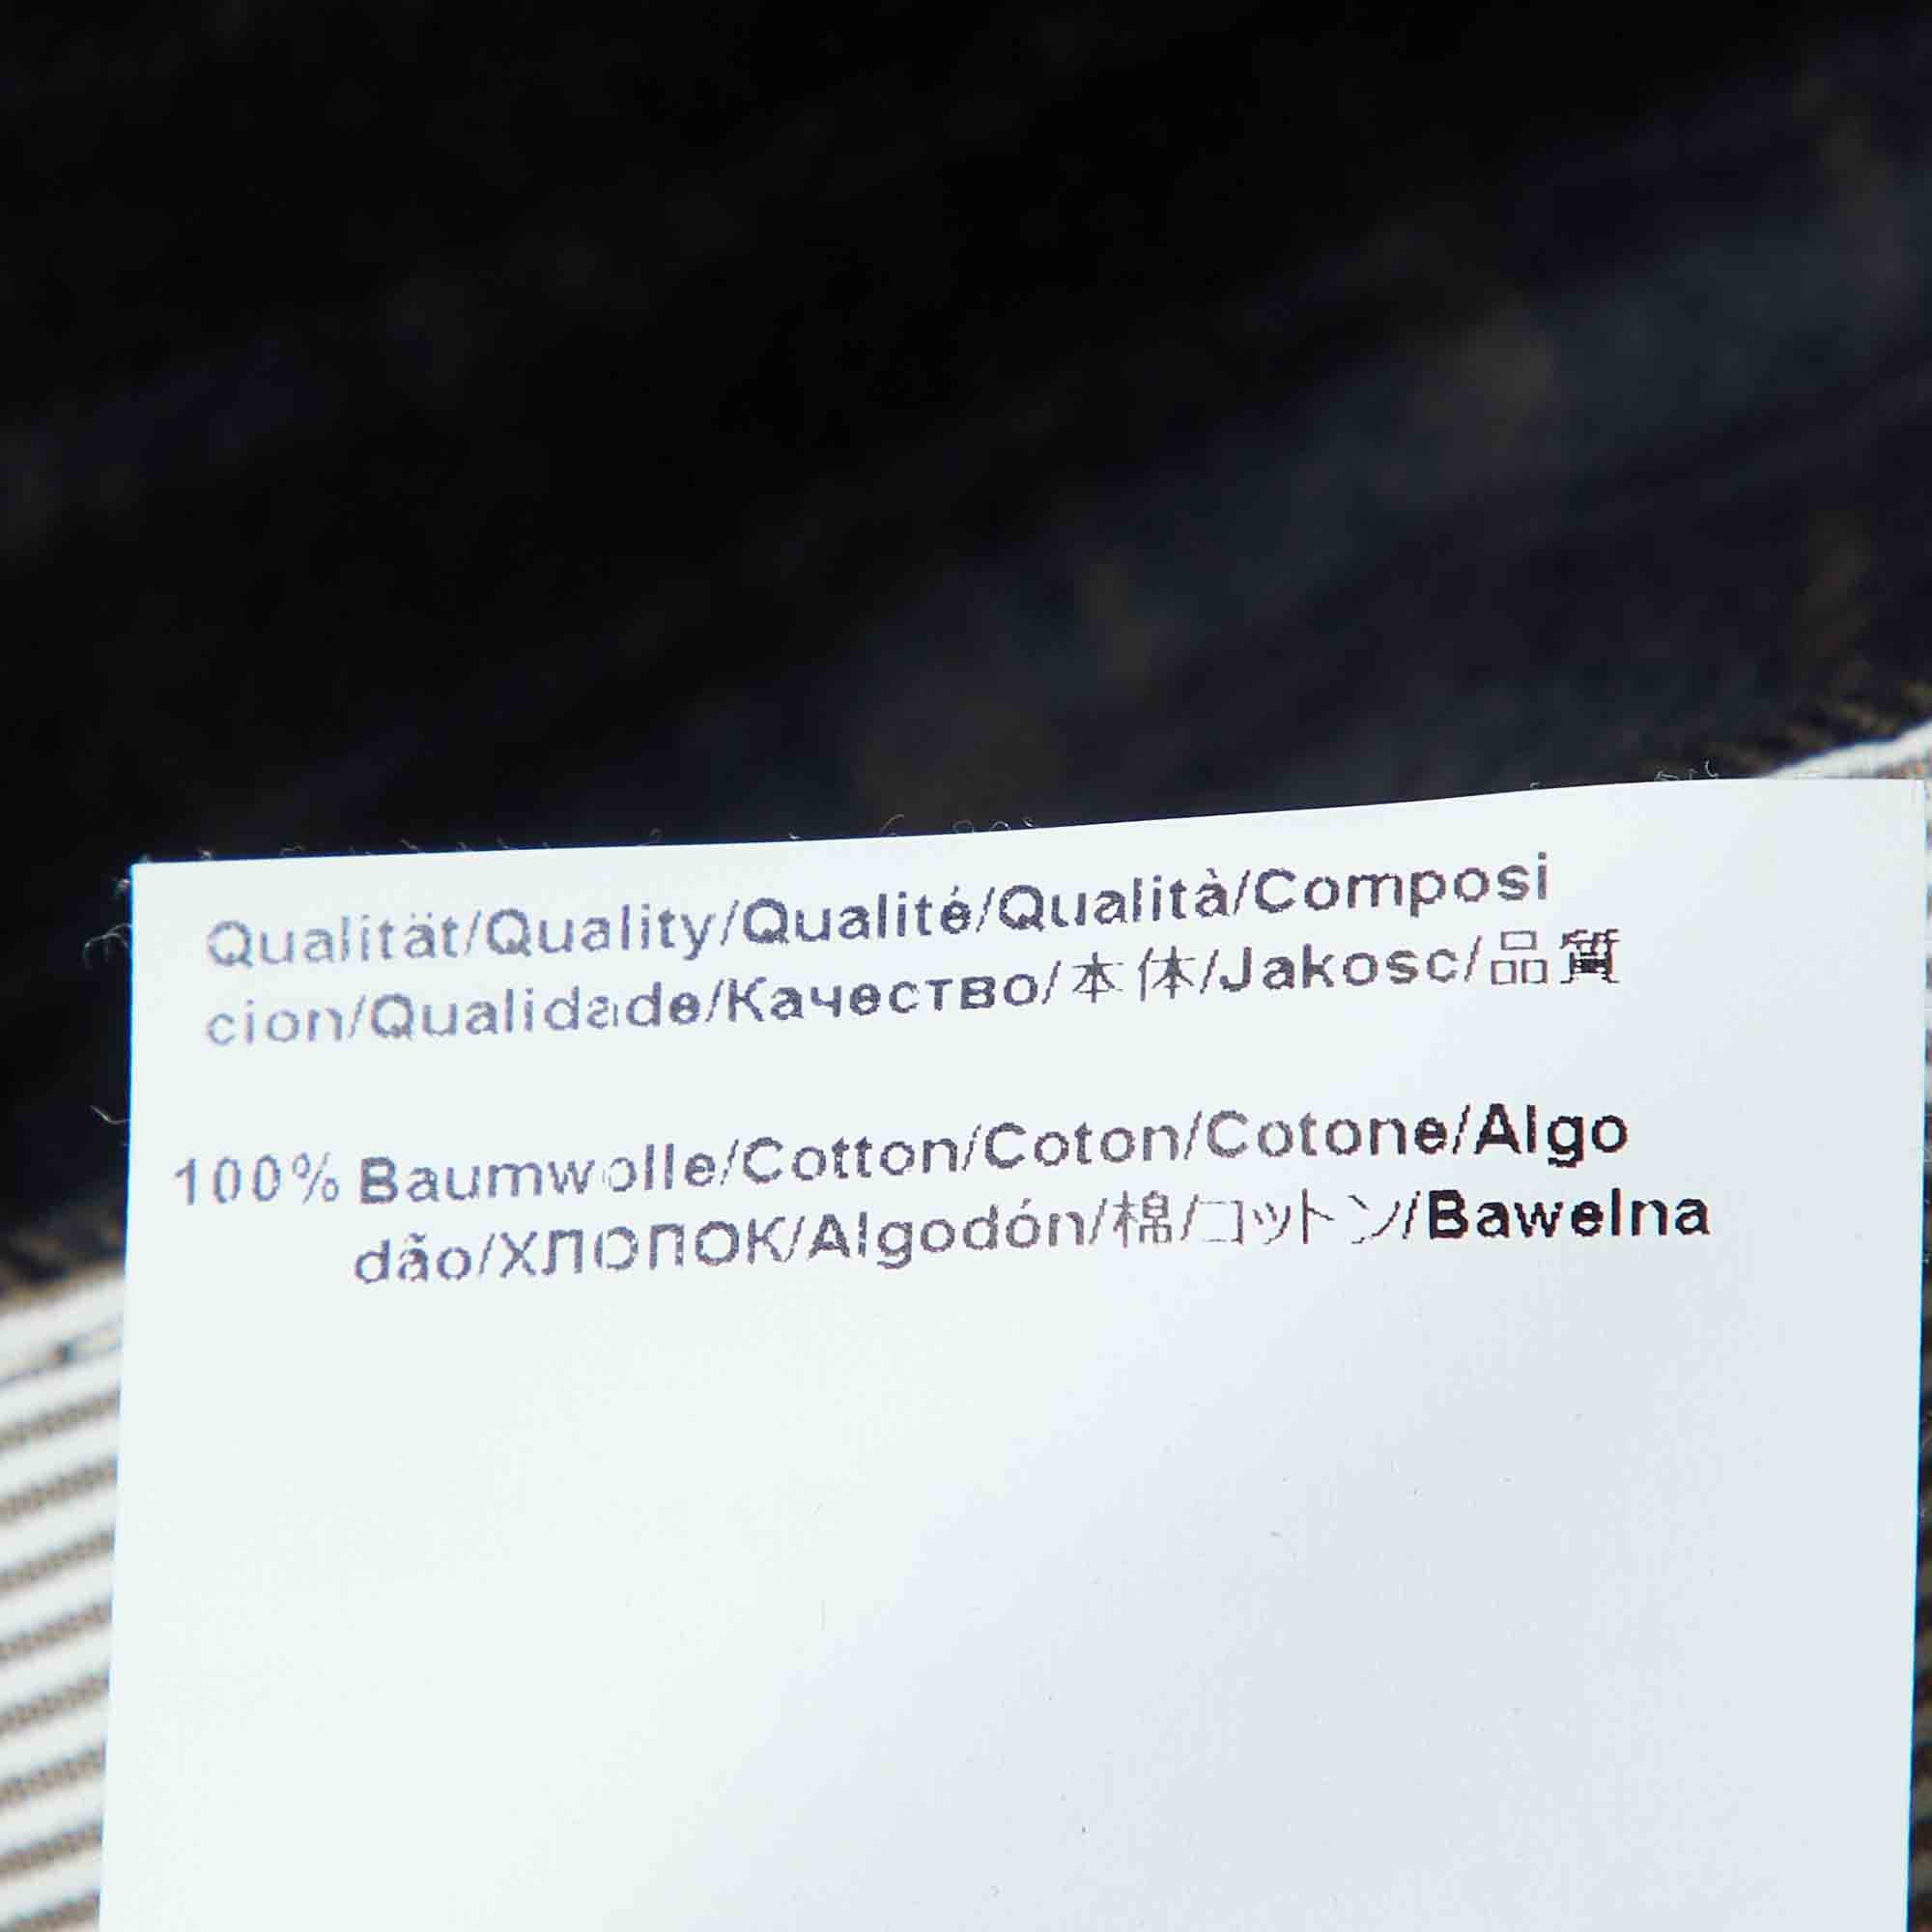 Qualität/Quality/Qualité/Qualità/Composi
cion/Qualidade/Качество/本体/Jakosc/品質
100% Baumwolle/Cotton/Coton/Cotone/Algo
dão/ХЛОПОК/Algodón/棉/コットン/Bawelna